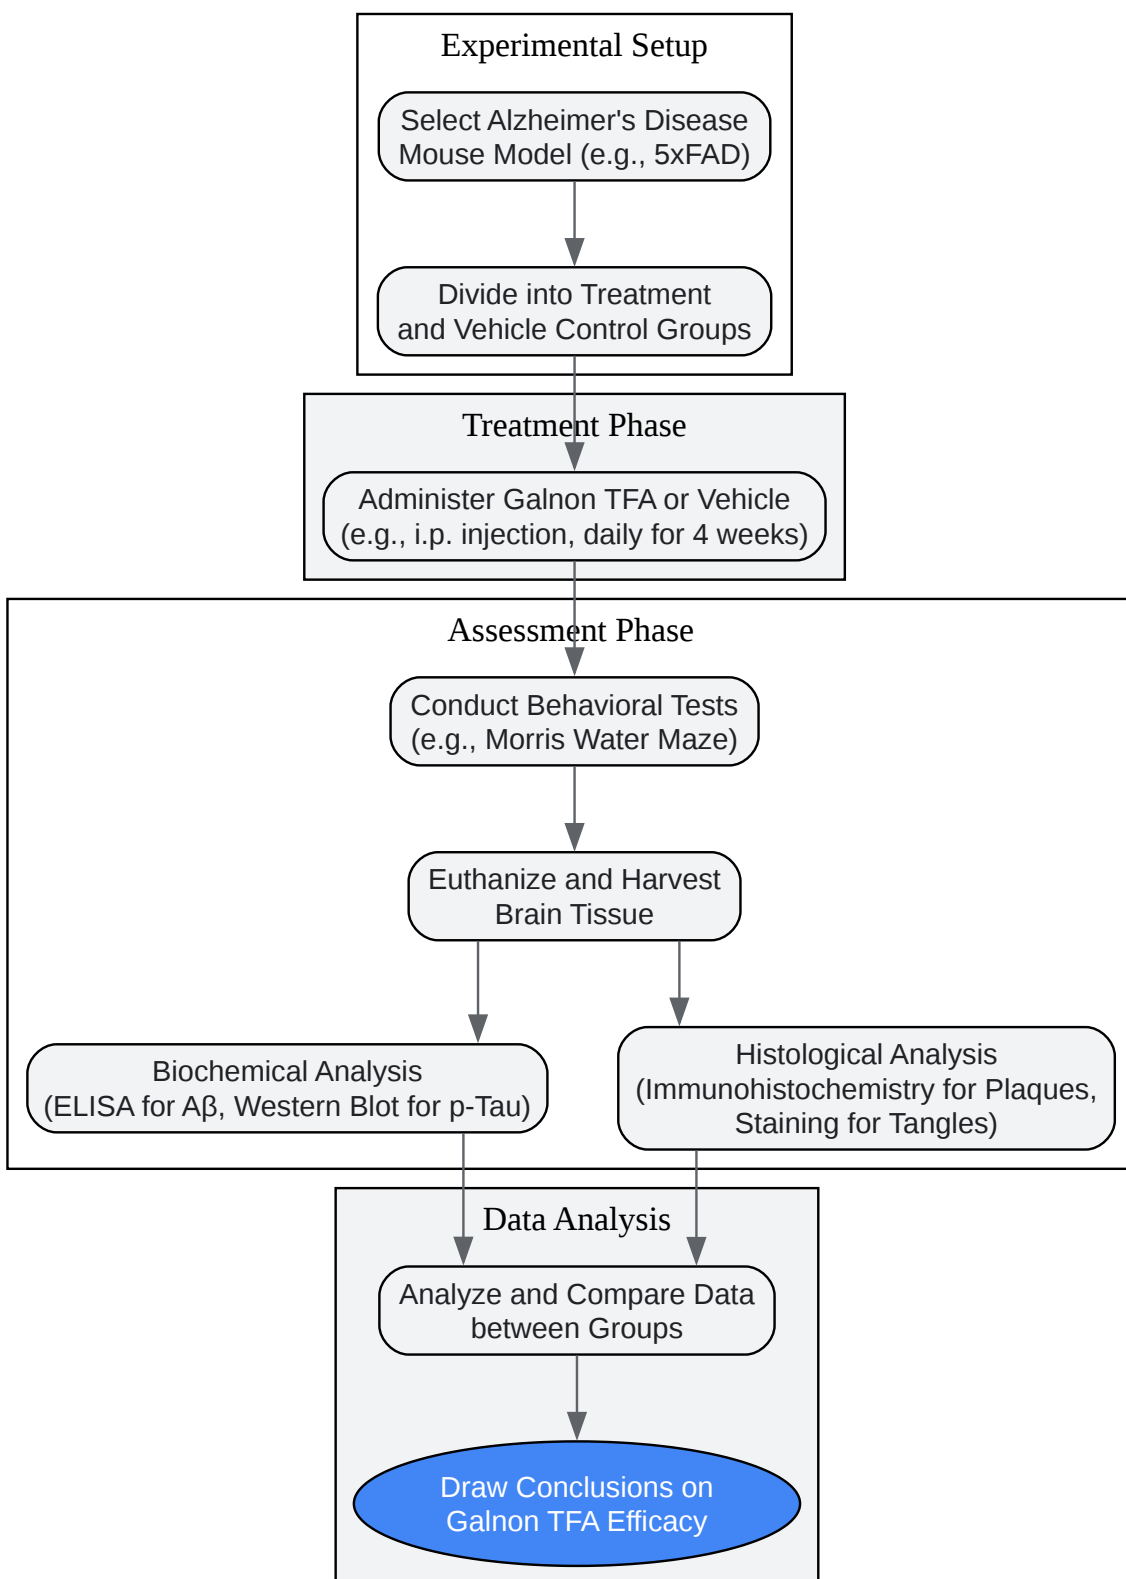 Experimental Setup
Select Alzheimer's Disease
Mouse Model (e.g., 5xFAD)
Divide into Treatment
and Vehicle Control Groups
Treatment Phase
Administer Galnon TFA or Vehicle
(e.g., i.p. injection, daily for 4 weeks)
Assessment Phase
Conduct Behavioral Tests
(e.g., Morris Water Maze)
Euthanize and Harvest
Brain Tissue
Biochemical Analysis
(ELISA for Aβ, Western Blot for p-Tau)
Histological Analysis
(Immunohistochemistry for Plaques,
Staining for Tangles)
Data Analysis
Analyze and Compare Data
between Groups
Draw Conclusions on
Galnon TFA Efficacy